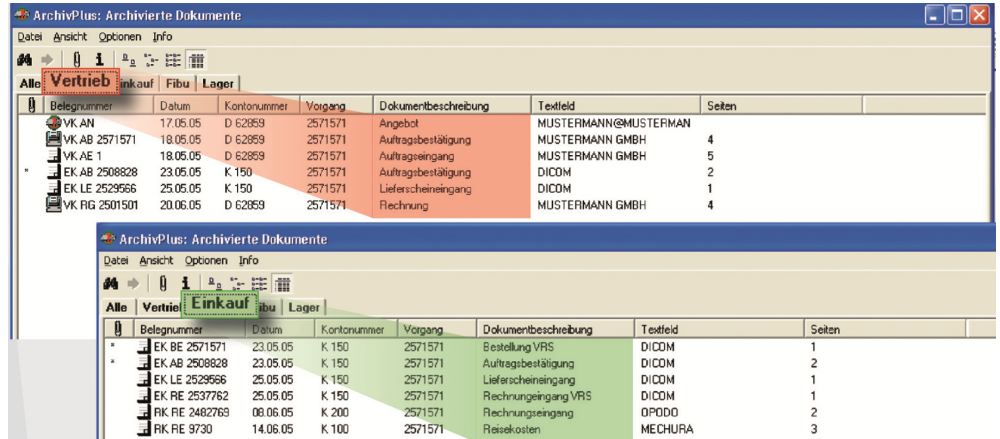 ArchivPlus: Archivierte Dokumente
Datei Ansicht Optionen Info
Alle Vertrieb inkauf Fibu Lager
Belegnummer Datum Kontonummer Vorgang Dokumentbeschreibung Textfeld Seiten
VK AN 17.05.05 D 62859 2571571 Angebot MUSTERMANN@MUSTERMAN
VK AB 2571571 18.05.05 D 62859 2571571 Auftragsbestätigung MUSTERMANN GMBH 4
VK AE 1 18.05.05 D 62859 2571571 Auftragseingang MUSTERMANN GMBH 5
* EK AB 2508828 23.05.05 K 150 2571571 Auftragsbestätigung DICOM 2
EK LE 2529566 25.05.05 K 150 2571571 Lieferscheineingang DICOM 1
VK RG 2501501 20.06.05 D 62859 2571571 Rechnung MUSTERMANN GMBH 4
ArchivPlus: Archivierte Dokumente
Datei Ansicht Optionen Info
Alle Vertrie Einkauf ibu Lager
Belegnummer Datum Kontonummer Vorgang Dokumentbeschreibung Textfeld Seiten
* EK BE 2571571 23.05.05 K 150 2571571 Bestellung VRS DICOM 1
* EK AB 2508828 23.05.05 K 150 2571571 Auftragsbestätigung DICOM 2
EK LE 2529566 25.05.05 K 150 2571571 Lieferscheineingang DICOM 1
EK RE 2537762 25.05.05 K 150 2571571 Rechnungeingang VRS DICOM 1
RK RE 2482769 08.06.05 K 200 2571571 Rechnungseingang OPODO 2
RK RE 9730 14.06.05 K 100 2571571 Reisekosten MECHURA 3